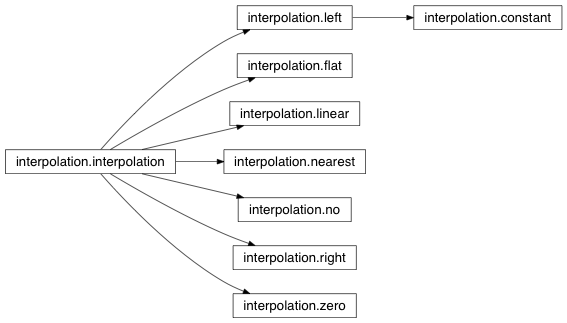 interpolation.left
interpolation.constant
interpolation.flat
interpolation.linear
interpolation.interpolation
interpolation.nearest
interpolation.no
interpolation.right
interpolation.zero